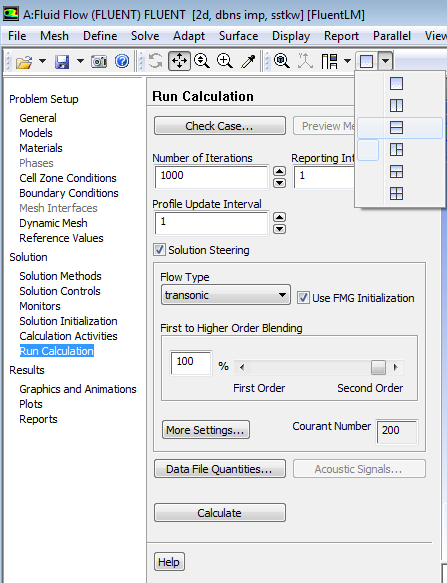 A:Fluid Flow (FLUENT) FLUENT [2d, dbns imp, sstkw] [FluentLM]
File Mesh Define Solve Adapt Surface Display Report Parallel View
Problem Setup
General
Models
Materials
Phases
Cell Zone Conditions
Boundary Conditions
Mesh Interfaces
Dynamic Mesh
Reference Values
Solution
Solution Methods
Solution Controls
Monitors
Solution Initialization
Calculation Activities
Run Calculation
Results
Graphics and Animations
Plots
Reports
Run Calculation
Check Case... Preview Me
Number of Iterations Reporting Int
1000 1
Profile Update Interval
1
Solution Steering
Flow Type
transonic Use FMG Initialization
First to Higher Order Blending
100 %
First Order Second Order
More Settings... Courant Number 200
Data File Quantities... Acoustic Signals...
Calculate
Help